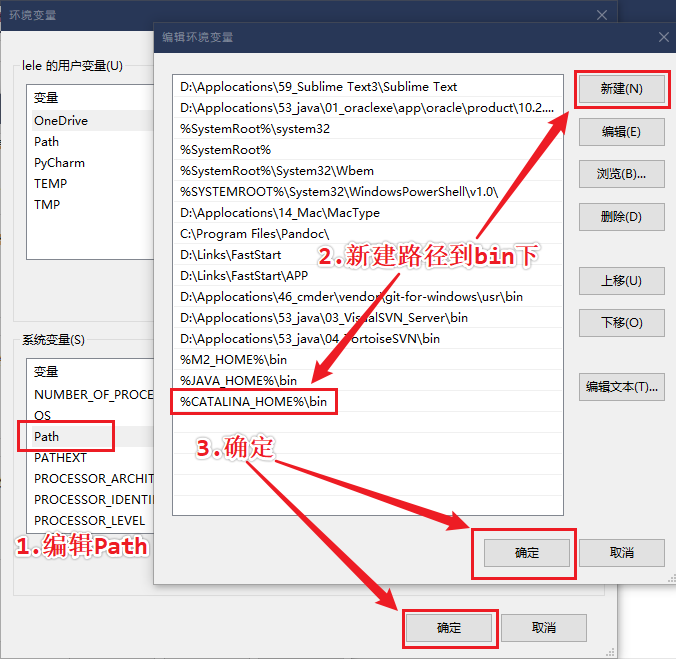 环境变量
lele 的用户变量(U)
变量
OneDrive
Path
PyCharm
TEMP
TMP
系统变量(S)
变量
NUMBER_OF_PROCE
OS
Path
PATHEXT
PROCESSOR_ARCHIT
PROCESSOR_IDENTI
PROCESSOR_LEVEL
1.编辑Path
确定
取消
编辑环境变量
D:\Applocations\59_Sublime Text3\Sublime Text
D:\Applocations\53_java\01_oraclexe\app\oracle\product\10.2....
%SystemRoot%\system32
%SystemRoot%
%SystemRoot%\System32\Wbem
%SYSTEMROOT%\System32\WindowsPowerShell\v1.0\
D:\Applocations\14_Mac\MacType
C:\Program Files\Pandoc\
D:\Links\FastStart
D:\Links\FastStart\APP
D:\Applocations\46_cmder\vendor\git-for-windows\usr\bin
D:\Applocations\53_java\03_VisualSVN_Server\bin
D:\Applocations\53_java\04_TortoiseSVN\bin
%M2_HOME%\bin
%JAVA_HOME%\bin
%CATALINA_HOME%\bin
2.新建路径到bin下
3.确定
新建(N)
编辑(E)
浏览(B)...
删除(D)
上移(U)
下移(O)
编辑文本(T)...
确定
取消